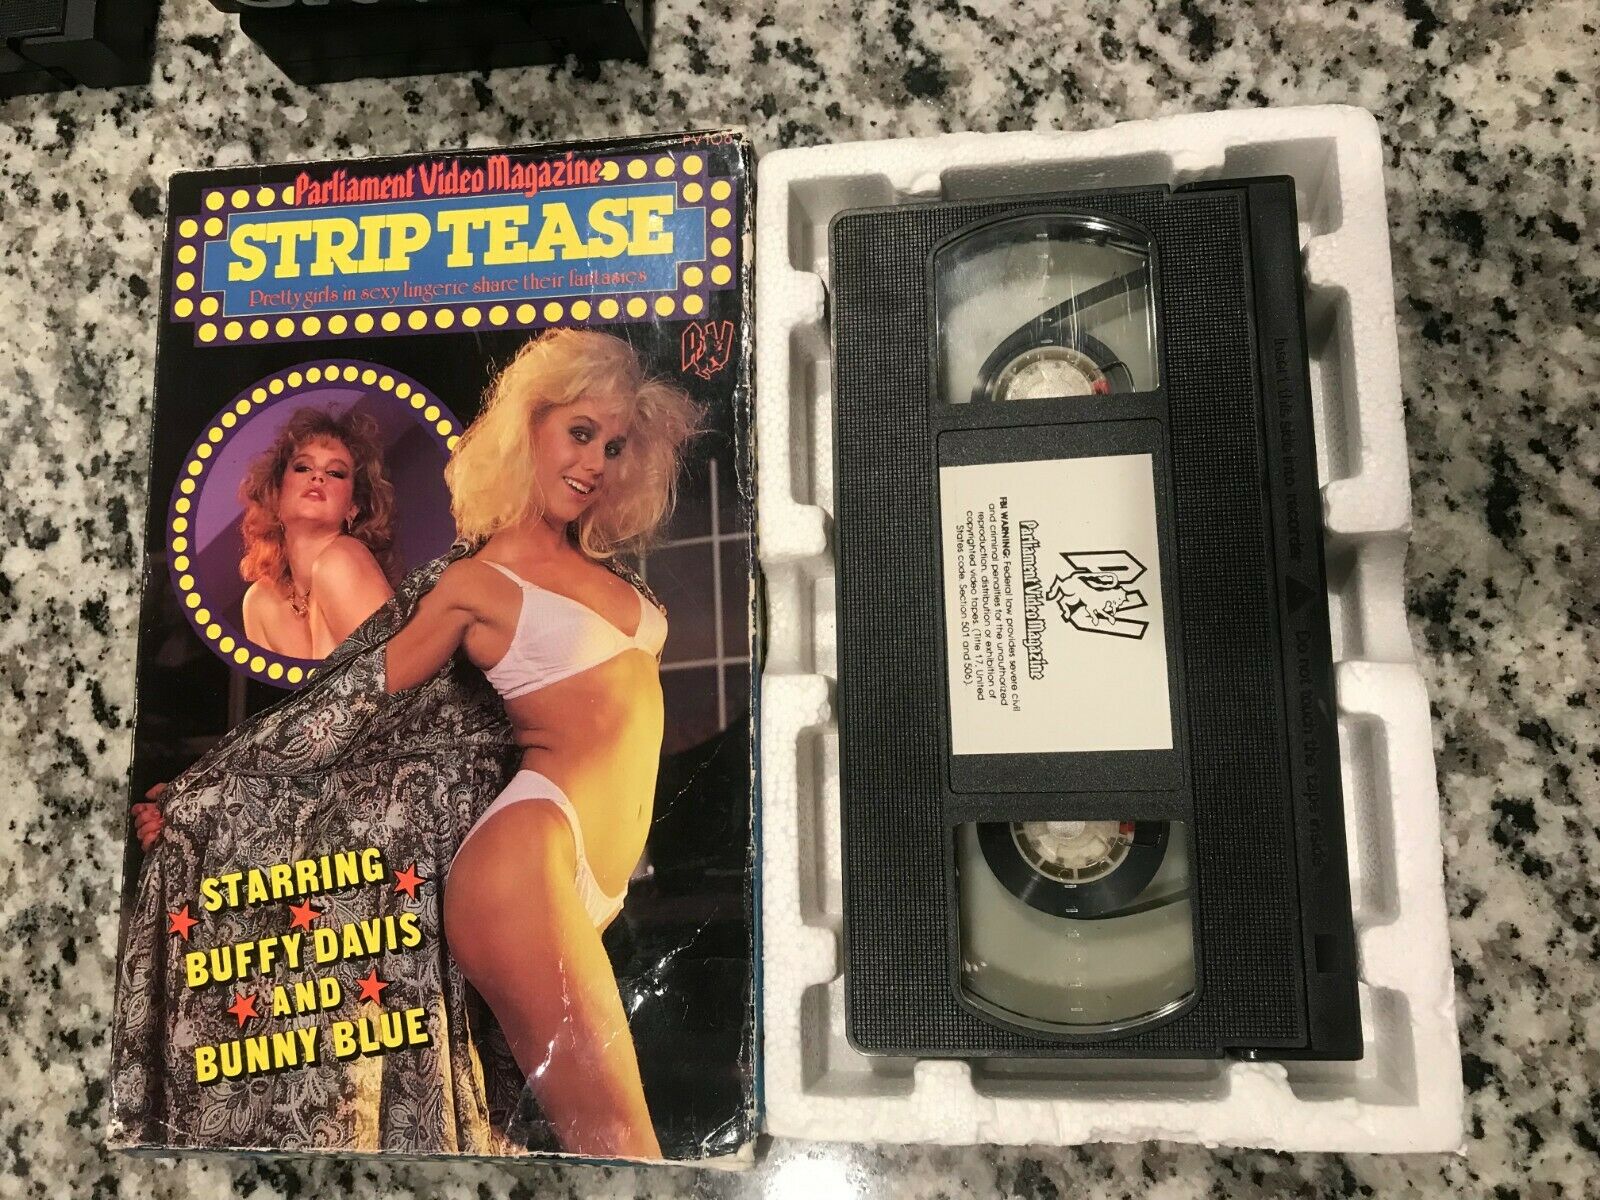 Parliament Video Magazine
STRIP TEASE
Pretty girls in sexy lingerie share their fantasies
PV
STARRING
BUFFY DAVIS
AND
BUNNY BLUE
PV
Parliament Video Magazine
FBI WARNING: Federal law provides severe civil
and criminal penalties for the unauthorized
reproduction, distribution or exhibition of
copyrighted video tapes (Title 17, United
States code, Section 501 and 506).
Insert this side into recorder
Do not touch the tape inside